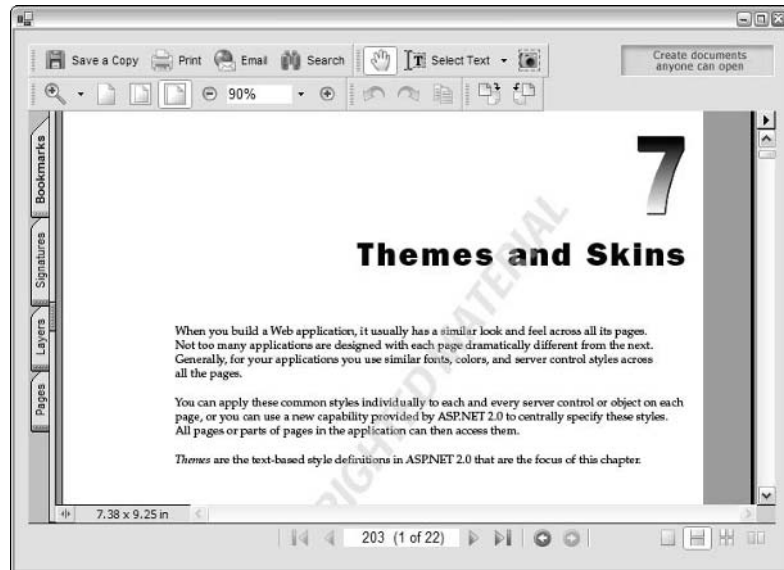 Save a Copy Print Email Search Select Text
Create documents
anyone can open
90%
Bookmarks
Signatures
Layers
Pages
7
Themes and Skins
When you build a Web application, it usually has a similar look and feel across all its pages.
Not too many applications are designed with each page dramatically different from the next.
Generally, for your applications you use similar fonts, colors, and server control styles across
all the pages.
You can apply these common styles individually to each and every server control or object on each
page, or you can use a new capability provided by ASP.NET 2.0 to centrally specify these styles.
All pages or parts of pages in the application can then access them.
Themes are the text-based style definitions in ASP.NET 2.0 that are the focus of this chapter.
RIGHTED MATERIAL
7.38 x 9.25 in
203 (1 of 22)